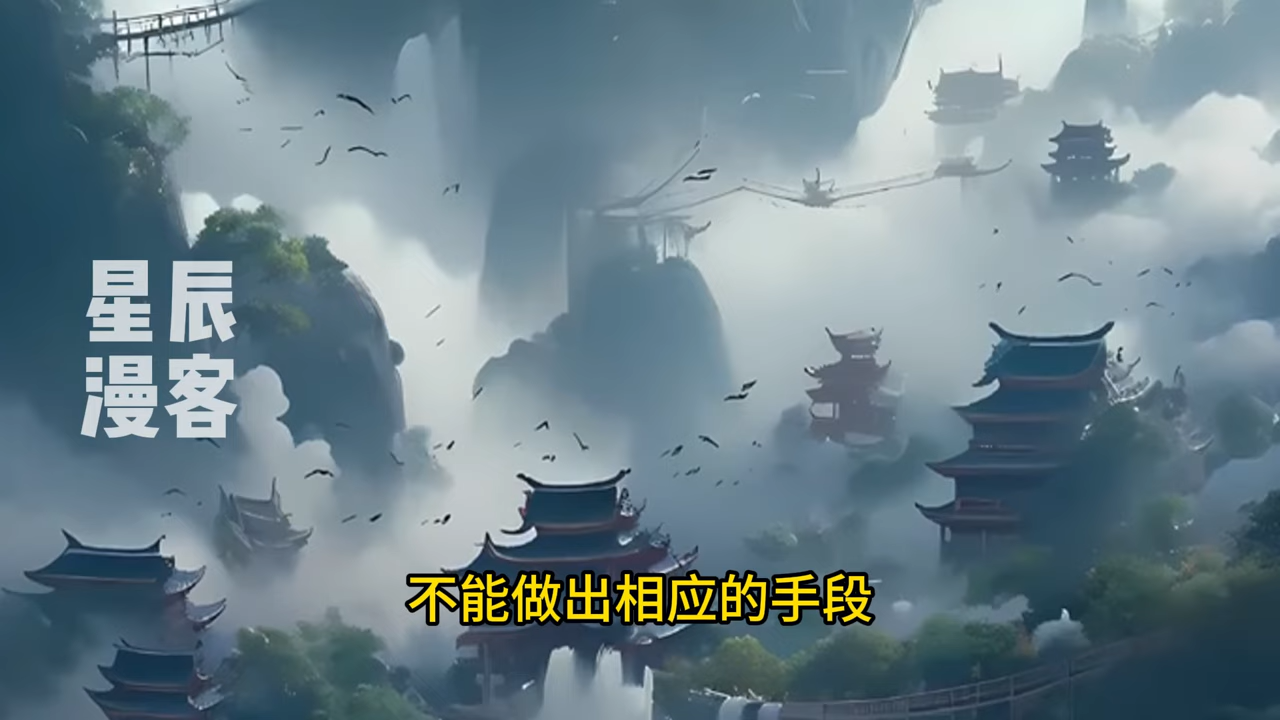 星辰
漫客
不能做出相应的手段